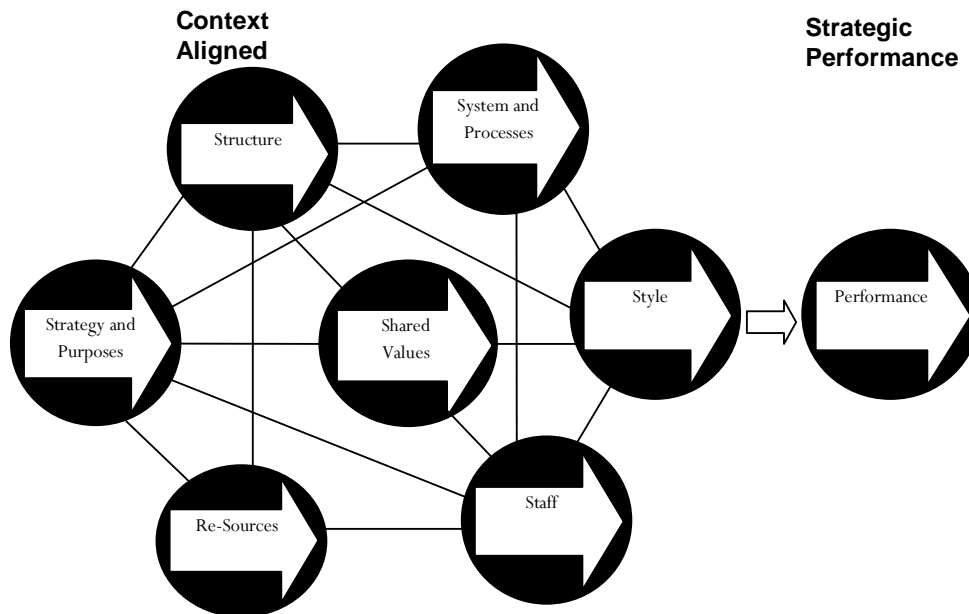 Context
Aligned
Strategic
Performance
Structure
System and
Processes
Strategy and
Purposes
Shared
Values
Style
Performance
Re-Sources
Staff